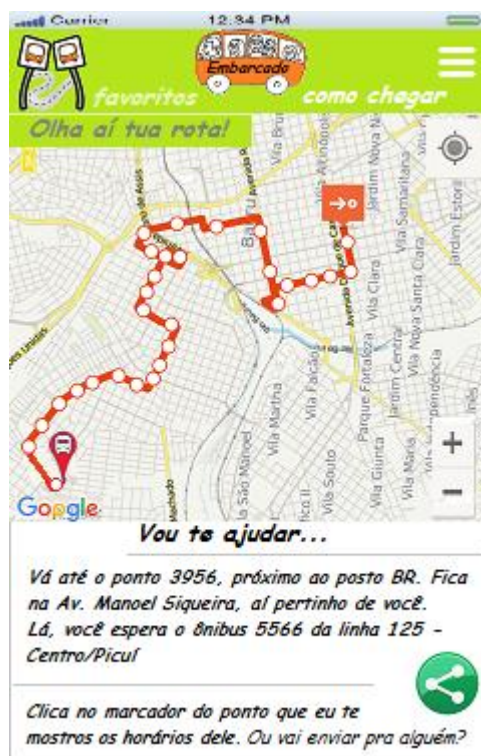 Carrier 12:34 PM
Embarcado
favoritos como chegar
Olha aí tua rota!
Vila Falcão
Vila Martha
Vila Souto
Parque Fortaleza
Vila Giunta
Jardim Central
Vila Maria
Vila Clara
Vila Nova Santa Clara
Vila Samaritana
Jardim Estoril
Google
+
-
Vou te ajudar...
Vá até o ponto 3956, próximo ao posto BR. Fica
na Av. Manoel Siqueira, aí pertinho de você.
Lá, você espera o ônibus 5566 da linha 125 -
Centro/Picuí
Clica no marcador do ponto que eu te
mostros os horários dele. Ou vai enviar pra alguém?